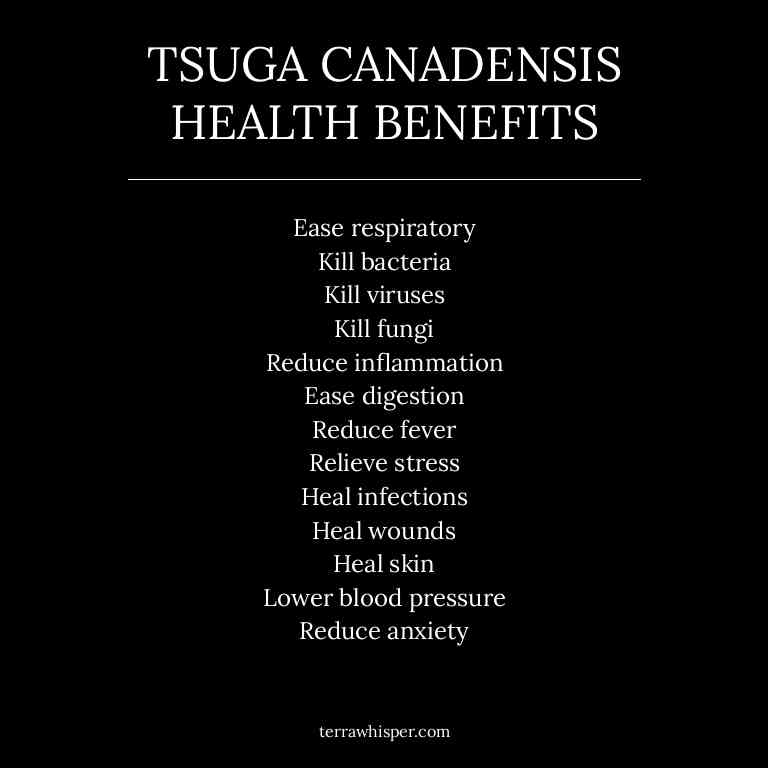 TSUGA CANADENSIS
HEALTH BENEFITS
Ease respiratory
Kill bacteria
Kill viruses
Kill fungi
Reduce inflammation
Ease digestion
Reduce fever
Relieve stress
Heal infections
Heal wounds
Heal skin
Lower blood pressure
Reduce anxiety
terrawhisper.com